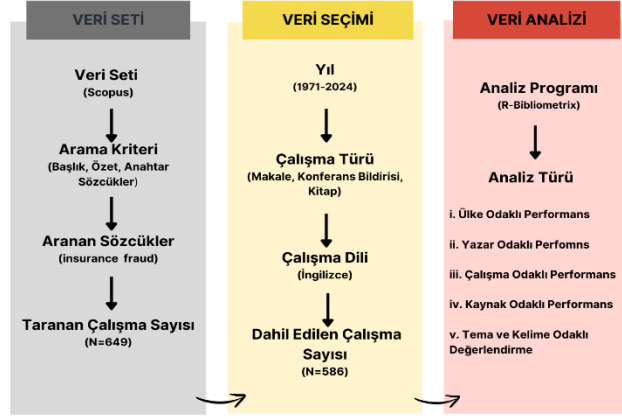 VERİ SETİ
Veri Seti
(Scopus)
Arama Kriteri
(Başlık, Özet, Anahtar
Sözcükler)
Aranan Sözcükler
(insurance fraud)
Taranan Çalışma Sayısı
(N=649)
VERİ SEÇİMİ
Yıl
(1971-2024)
Çalışma Türü
(Makale, Konferans Bildirisi,
Kitap)
Çalışma Dili
(İngilizce)
Dahil Edilen Çalışma
Sayısı
(N=586)
VERİ ANALİZİ
Analiz Programı
(R-Bibliometrix)
Analiz Türü
i. Ülke Odaklı Performans
ii. Yazar Odaklı Perfomns
iii. Çalışma Odaklı Performans
iv. Kaynak Odaklı Performans
v. Tema ve Kelime Odaklı
Değerlendirme